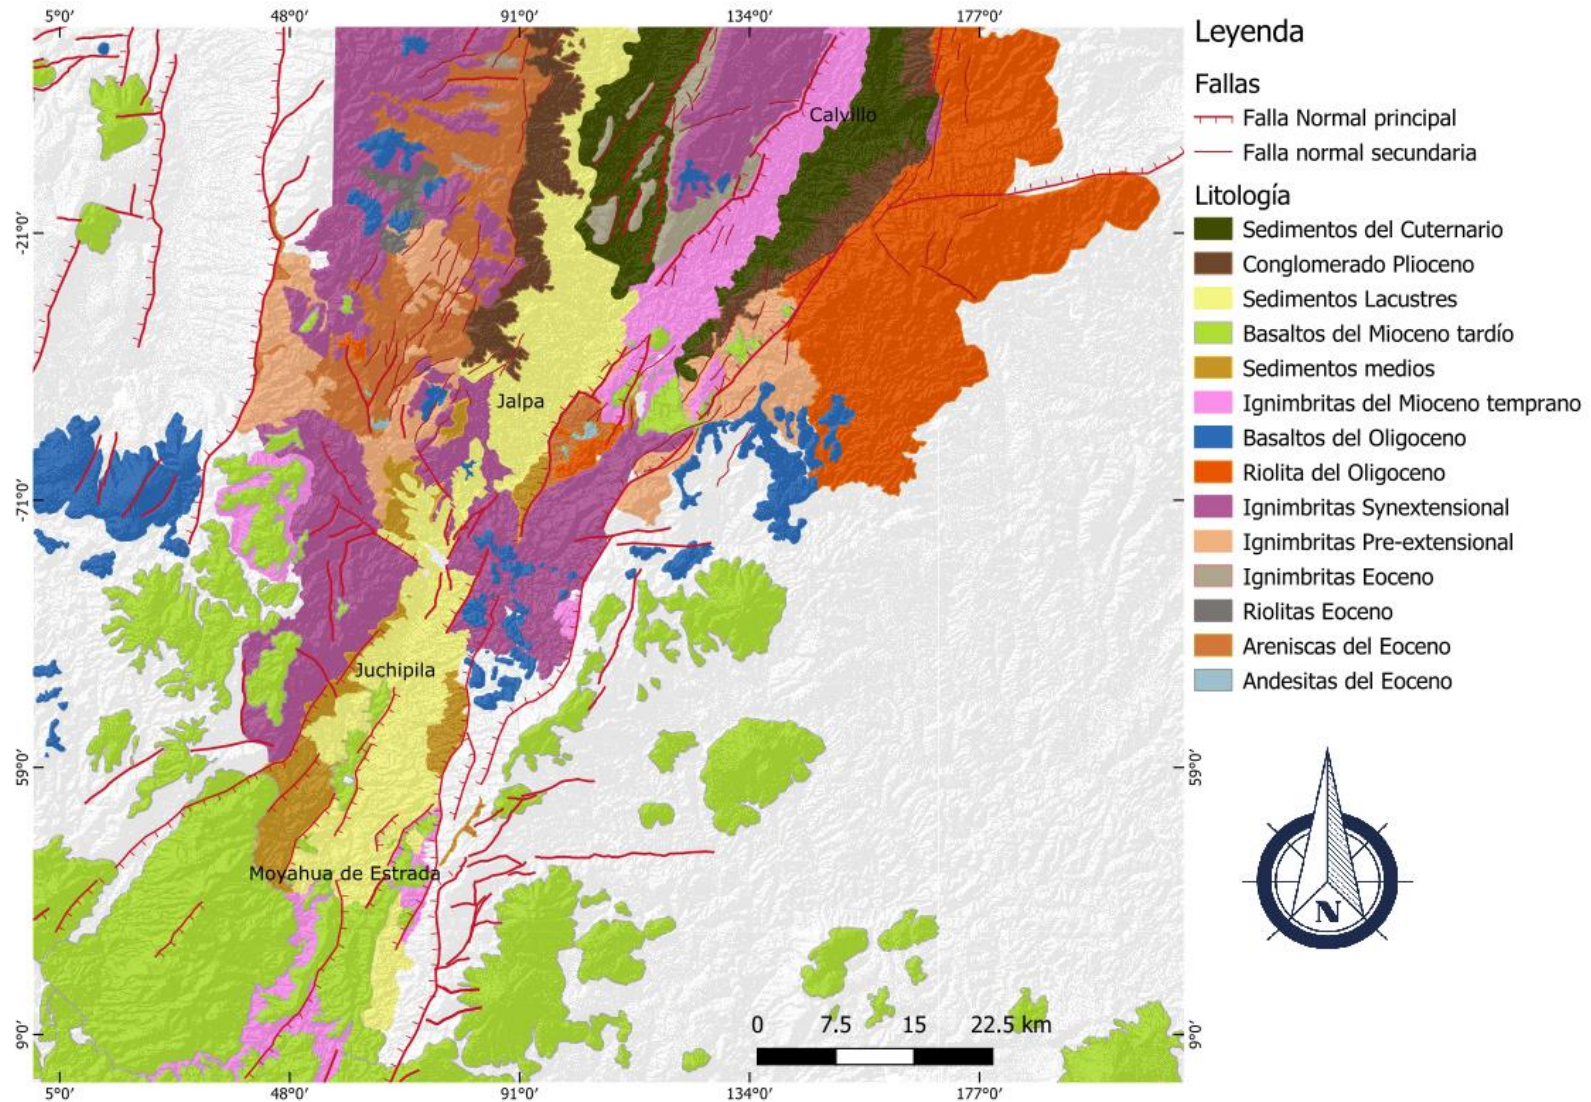 5°0' 48°0' 91°0' 134°0' 177°0'
Leyenda
Fallas
Falla Normal principal
Falla normal secundaria
Litología
Sedimentos del Cuternario
Conglomerado Plioceno
Sedimentos Lacustres
Basaltos del Mioceno tardío
Sedimentos medios
Ignimbritas del Mioceno temprano
Basaltos del Oligoceno
Riolita del Oligoceno
Ignimbritas Synextensional
Ignimbritas Pre-extensional
Ignimbritas Eoceno
Riolitas Eoceno
Areniscas del Eoceno
Andesitas del Eoceno
Calvillo
-21°0'
Jalpa
-71°0'
Juchipila
59°0' 59°0'
Moyahua de Estrada
N
0 7.5 15 22.5 km
9°0' 9°0'
5°0' 48°0' 91°0' 134°0' 177°0'